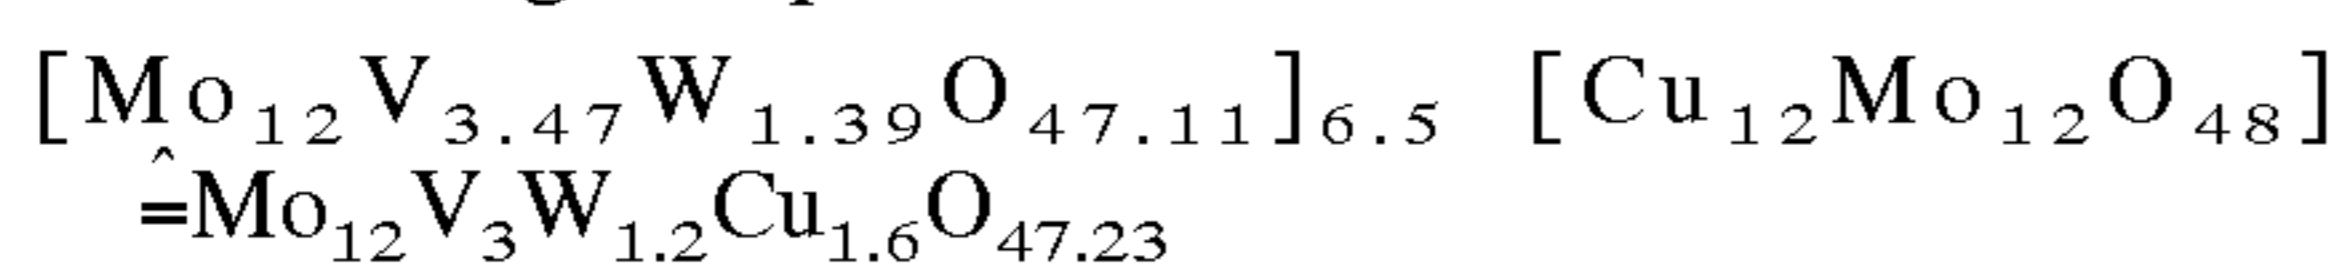 [Mo₁₂V₃.₄₇W₁.₃₉O₄₇.₁₁]₆.₅ [Cu₁₂Mo₁₂O₄₈]
≙Mo₁₂V₃W₁.₂Cu₁.₆O₄₇.₂₃